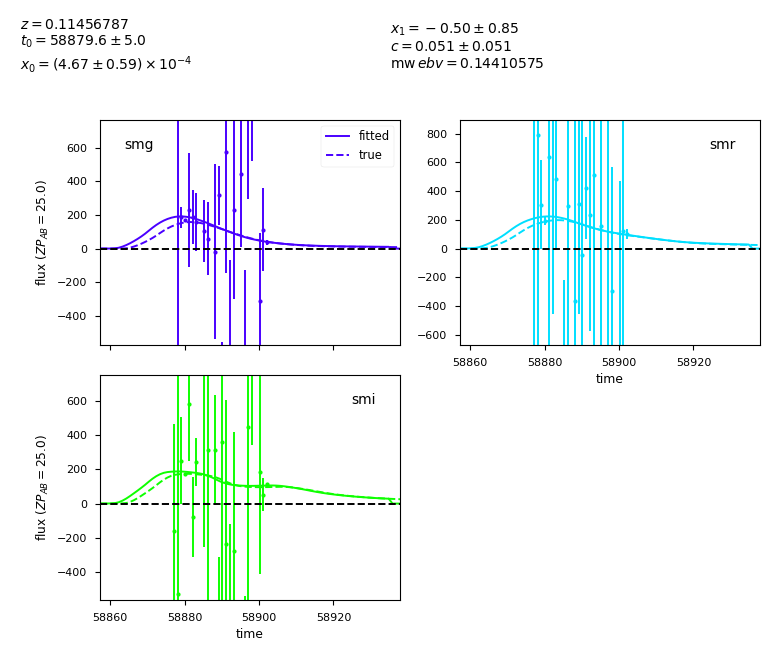 z = 0.11456787
t₀ = 58879.6 ± 5.0
x₀ = (4.67 ± 0.59) × 10⁻⁴
x₁ = −0.50 ± 0.85
c = 0.051 ± 0.051
mw ebv = 0.14410575
smg
fitted
true
600
400
200
0
−200
−400
flux (ZP_AB = 25.0)
smr
800
600
400
200
0
−200
−400
−600
58860 58880 58900 58920
time
smi
600
400
200
0
−200
−400
flux (ZP_AB = 25.0)
58860 58880 58900 58920
time